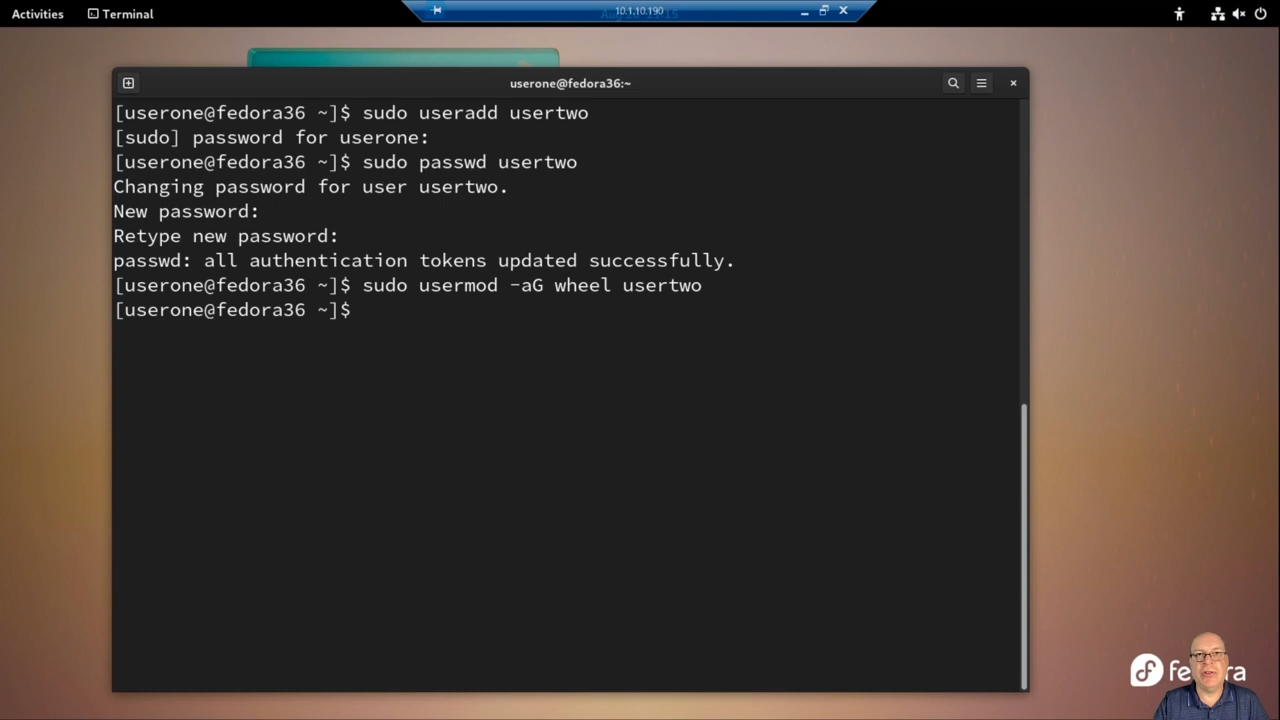 Activities
Terminal
10.1.10.190
userone@fedora36:~
[userone@fedora36 ~]$ sudo useradd usertwo
[sudo] password for userone:
[userone@fedora36 ~]$ sudo passwd usertwo
Changing password for user usertwo.
New password:
Retype new password:
passwd: all authentication tokens updated successfully.
[userone@fedora36 ~]$ sudo usermod -aG wheel usertwo
[userone@fedora36 ~]$